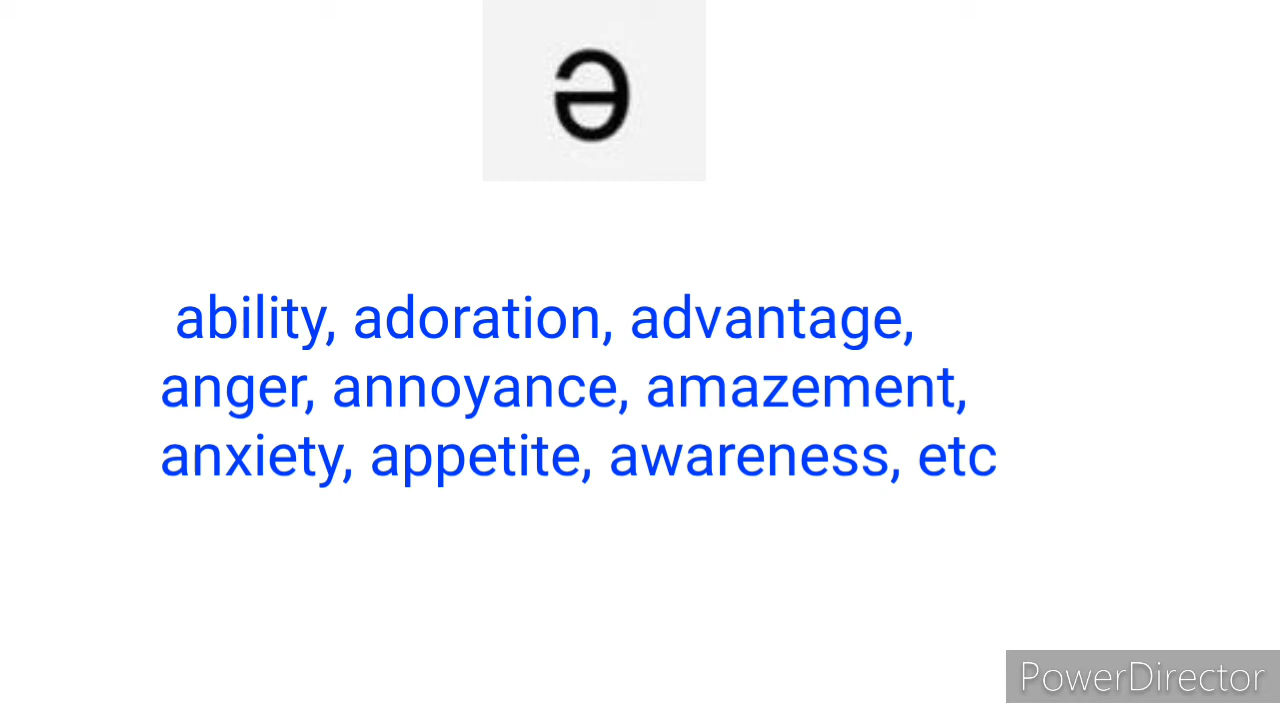 ə
ability, adoration, advantage,
anger, annoyance, amazement,
anxiety, appetite, awareness, etc
PowerDirector